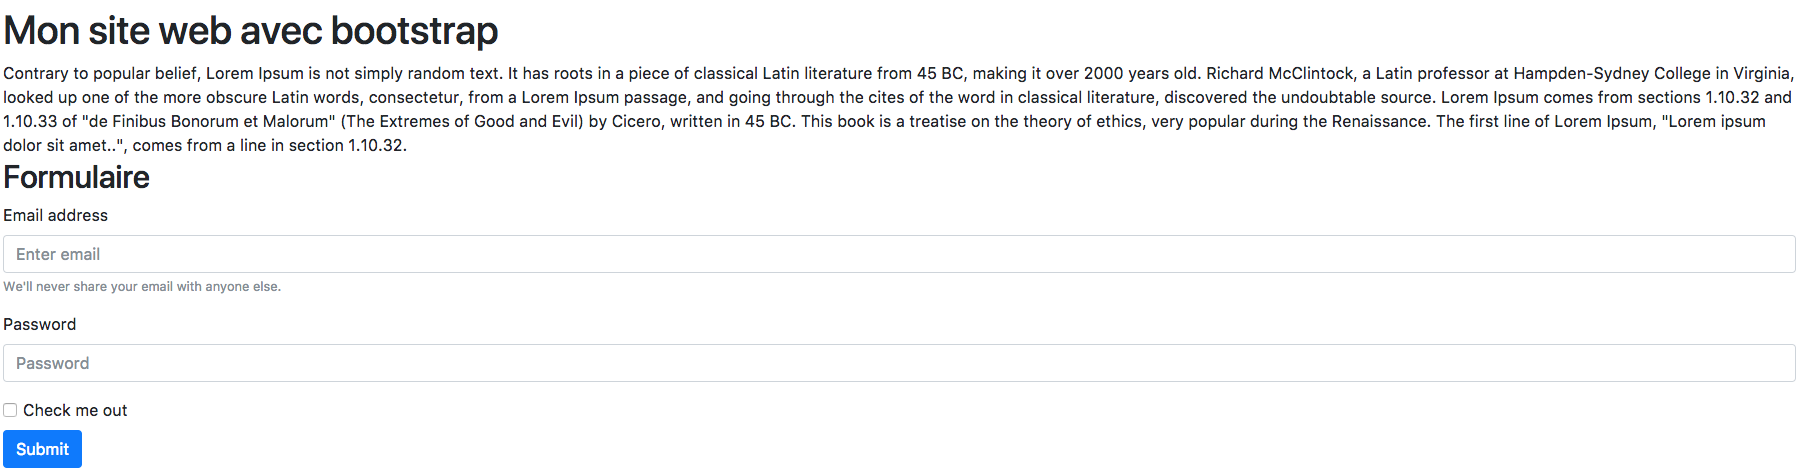 Mon site web avec bootstrap
Contrary to popular belief, Lorem Ipsum is not simply random text. It has roots in a piece of classical Latin literature from 45 BC, making it over 2000 years old. Richard McClintock, a Latin professor at Hampden-Sydney College in Virginia,
looked up one of the more obscure Latin words, consectetur, from a Lorem Ipsum passage, and going through the cites of the word in classical literature, discovered the undoubtable source. Lorem Ipsum comes from sections 1.10.32 and
1.10.33 of "de Finibus Bonorum et Malorum" (The Extremes of Good and Evil) by Cicero, written in 45 BC. This book is a treatise on the theory of ethics, very popular during the Renaissance. The first line of Lorem Ipsum, "Lorem ipsum
dolor sit amet..", comes from a line in section 1.10.32.
Formulaire
Email address
Enter email
We'll never share your email with anyone else.
Password
Password
Check me out
Submit